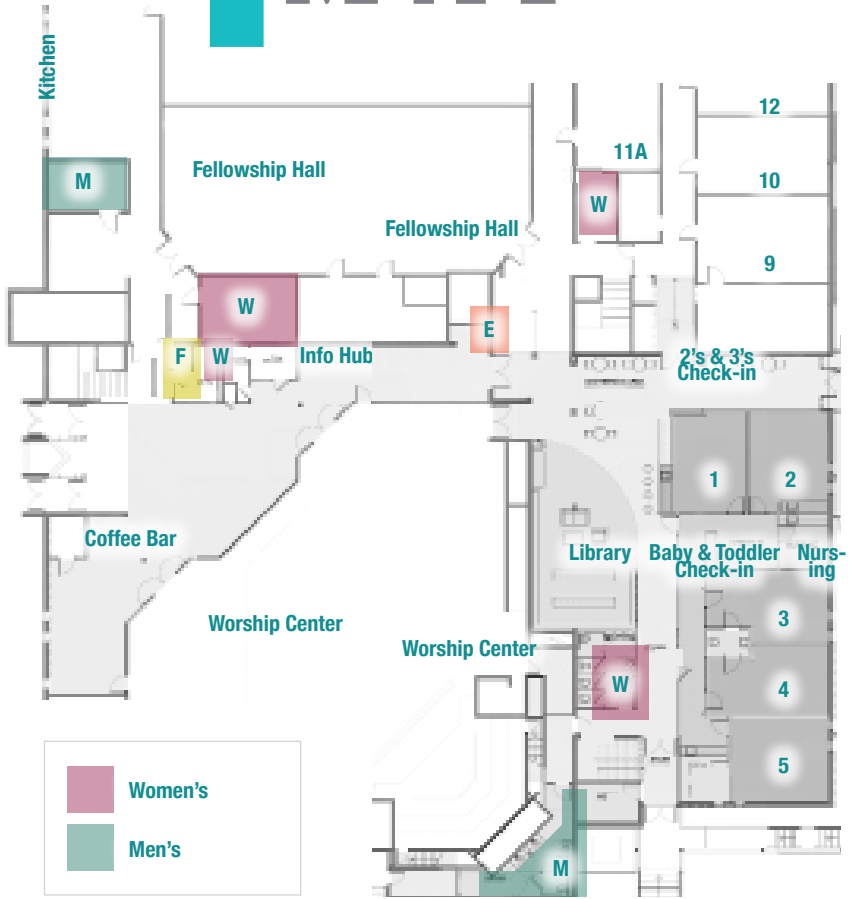 Kitchen
12
11A
Fellowship Hall
10
M
W
Fellowship Hall
9
W
E
F
W
Info Hub
2's & 3's
Check-in
1
2
Coffee Bar
Library
Baby & Toddler
Check-in
Nurs-
ing
3
Worship Center
Worship Center
W
4
5
Women's
Men's
M